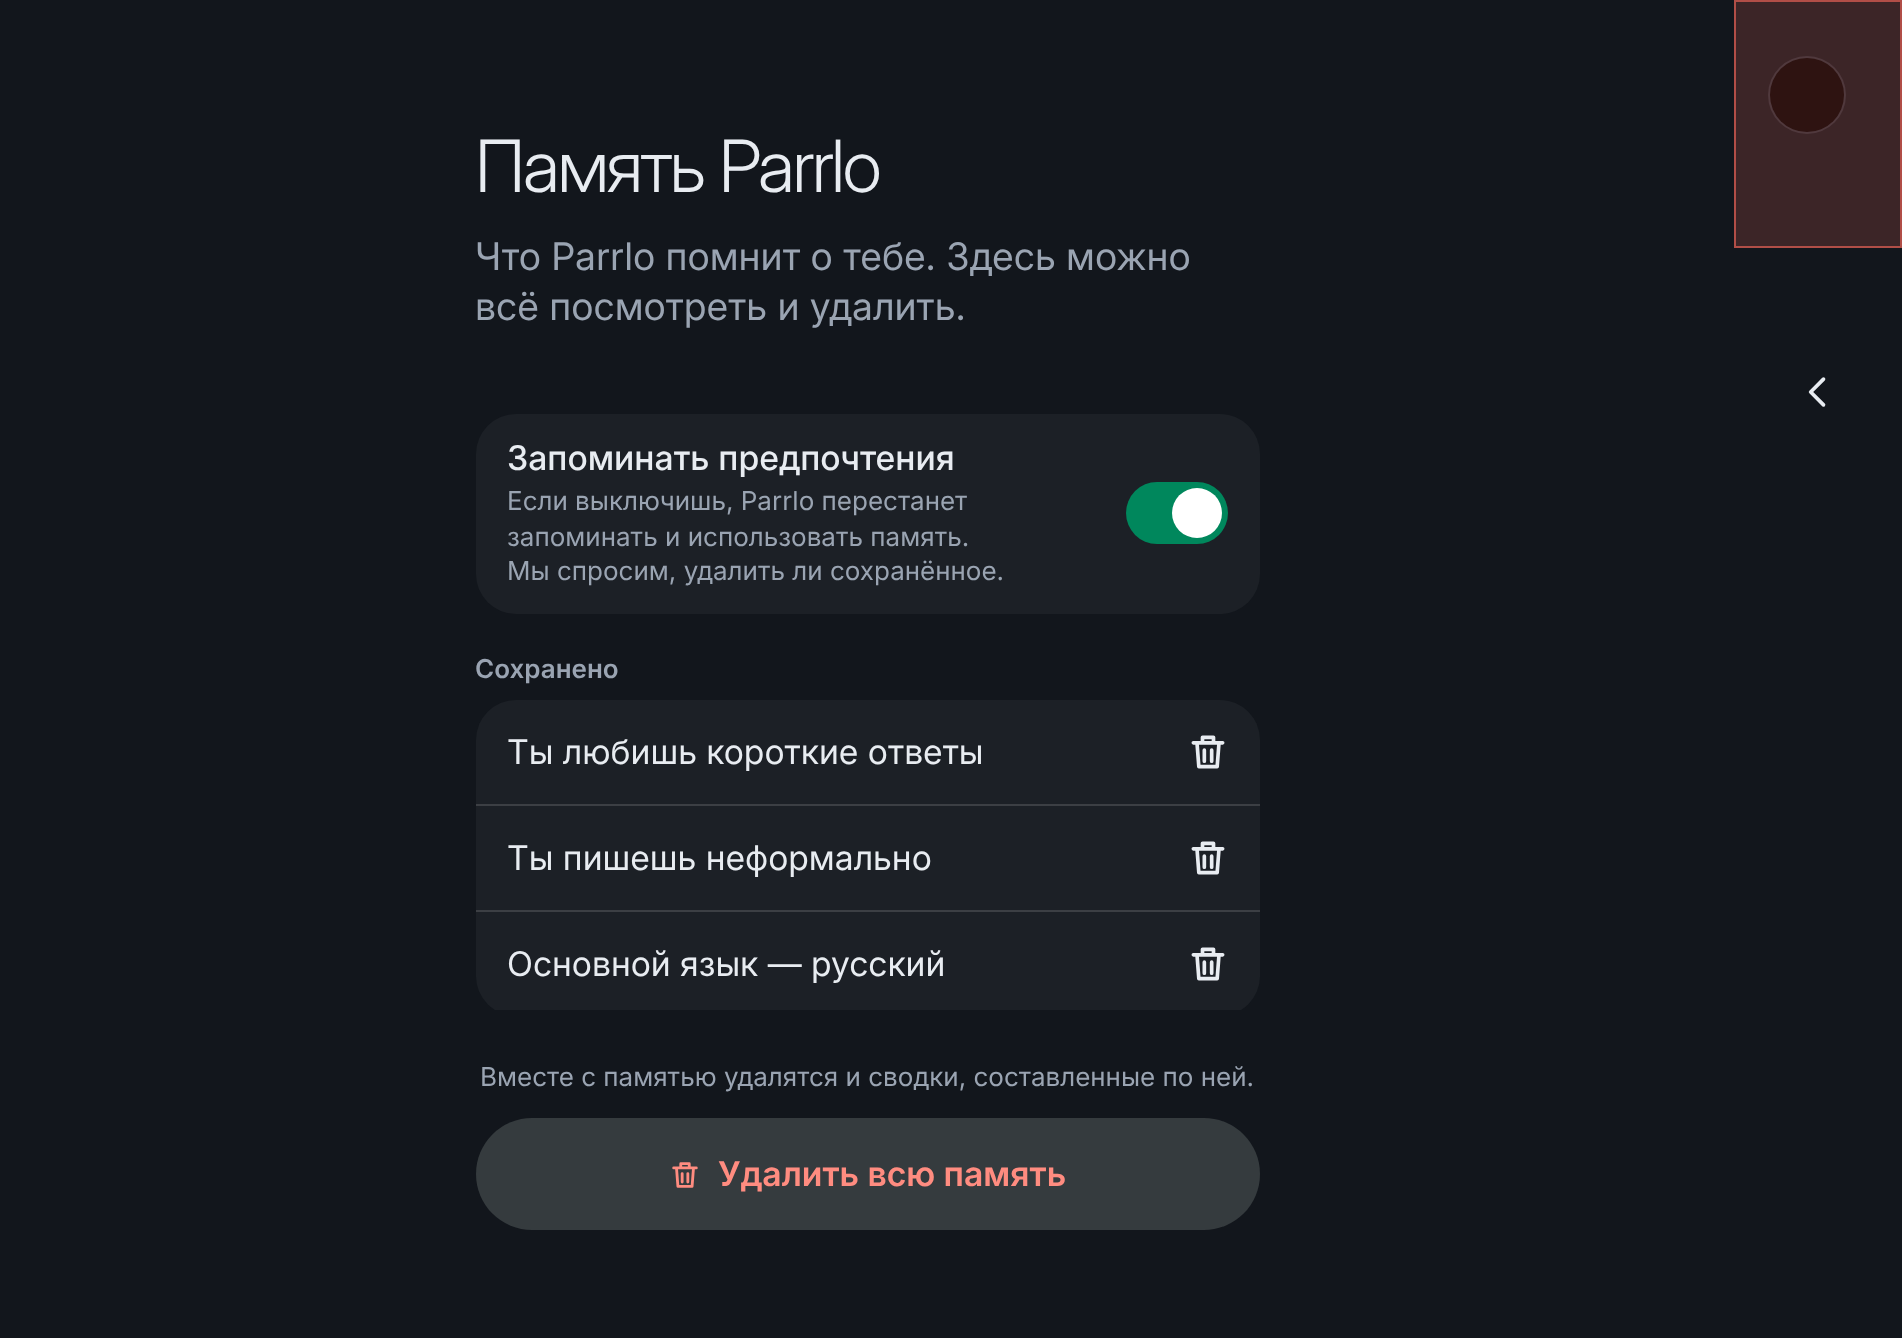 Память Parrlo
Что Parrlo помнит о тебе. Здесь можно
всё посмотреть и удалить.
Запоминать предпочтения
Если выключишь, Parrlo перестанет
запоминать и использовать память.
Мы спросим, удалить ли сохранённое.
Сохранено
Ты любишь короткие ответы
Ты пишешь неформально
Основной язык — русский
Вместе с памятью удалятся и сводки, составленные по ней.
Удалить всю память